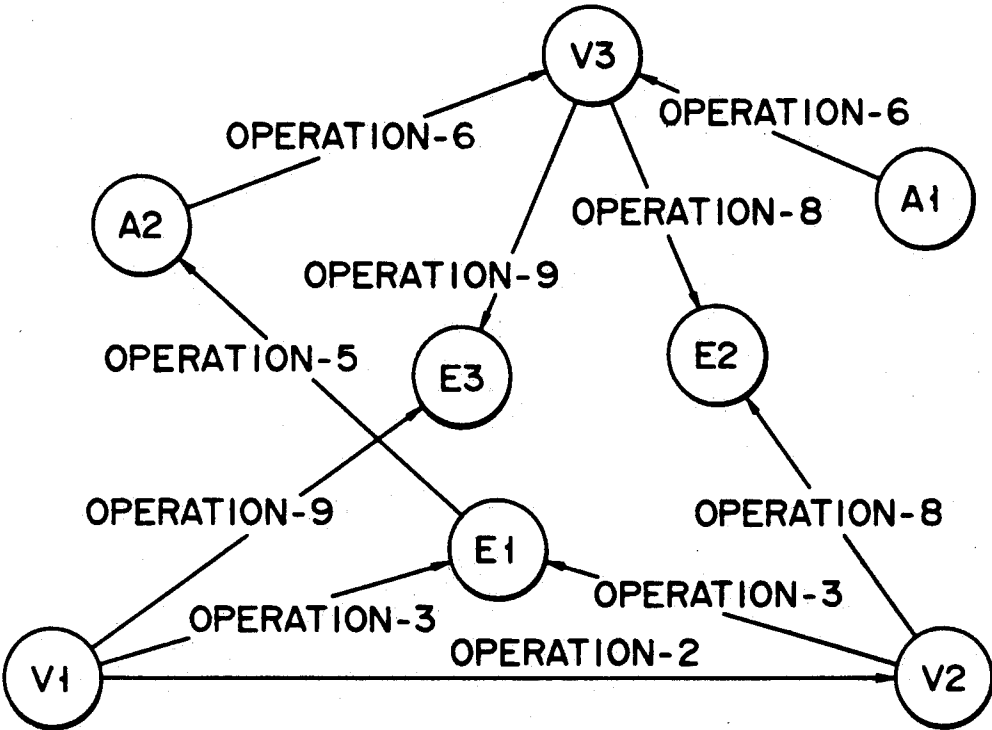 V3
OPERATION-6
OPERATION-6
A2
A1
OPERATION-8
OPERATION-9
OPERATION-5
E3
E2
OPERATION-9
OPERATION-8
E1
OPERATION-3
OPERATION-3
OPERATION-2
V1
V2